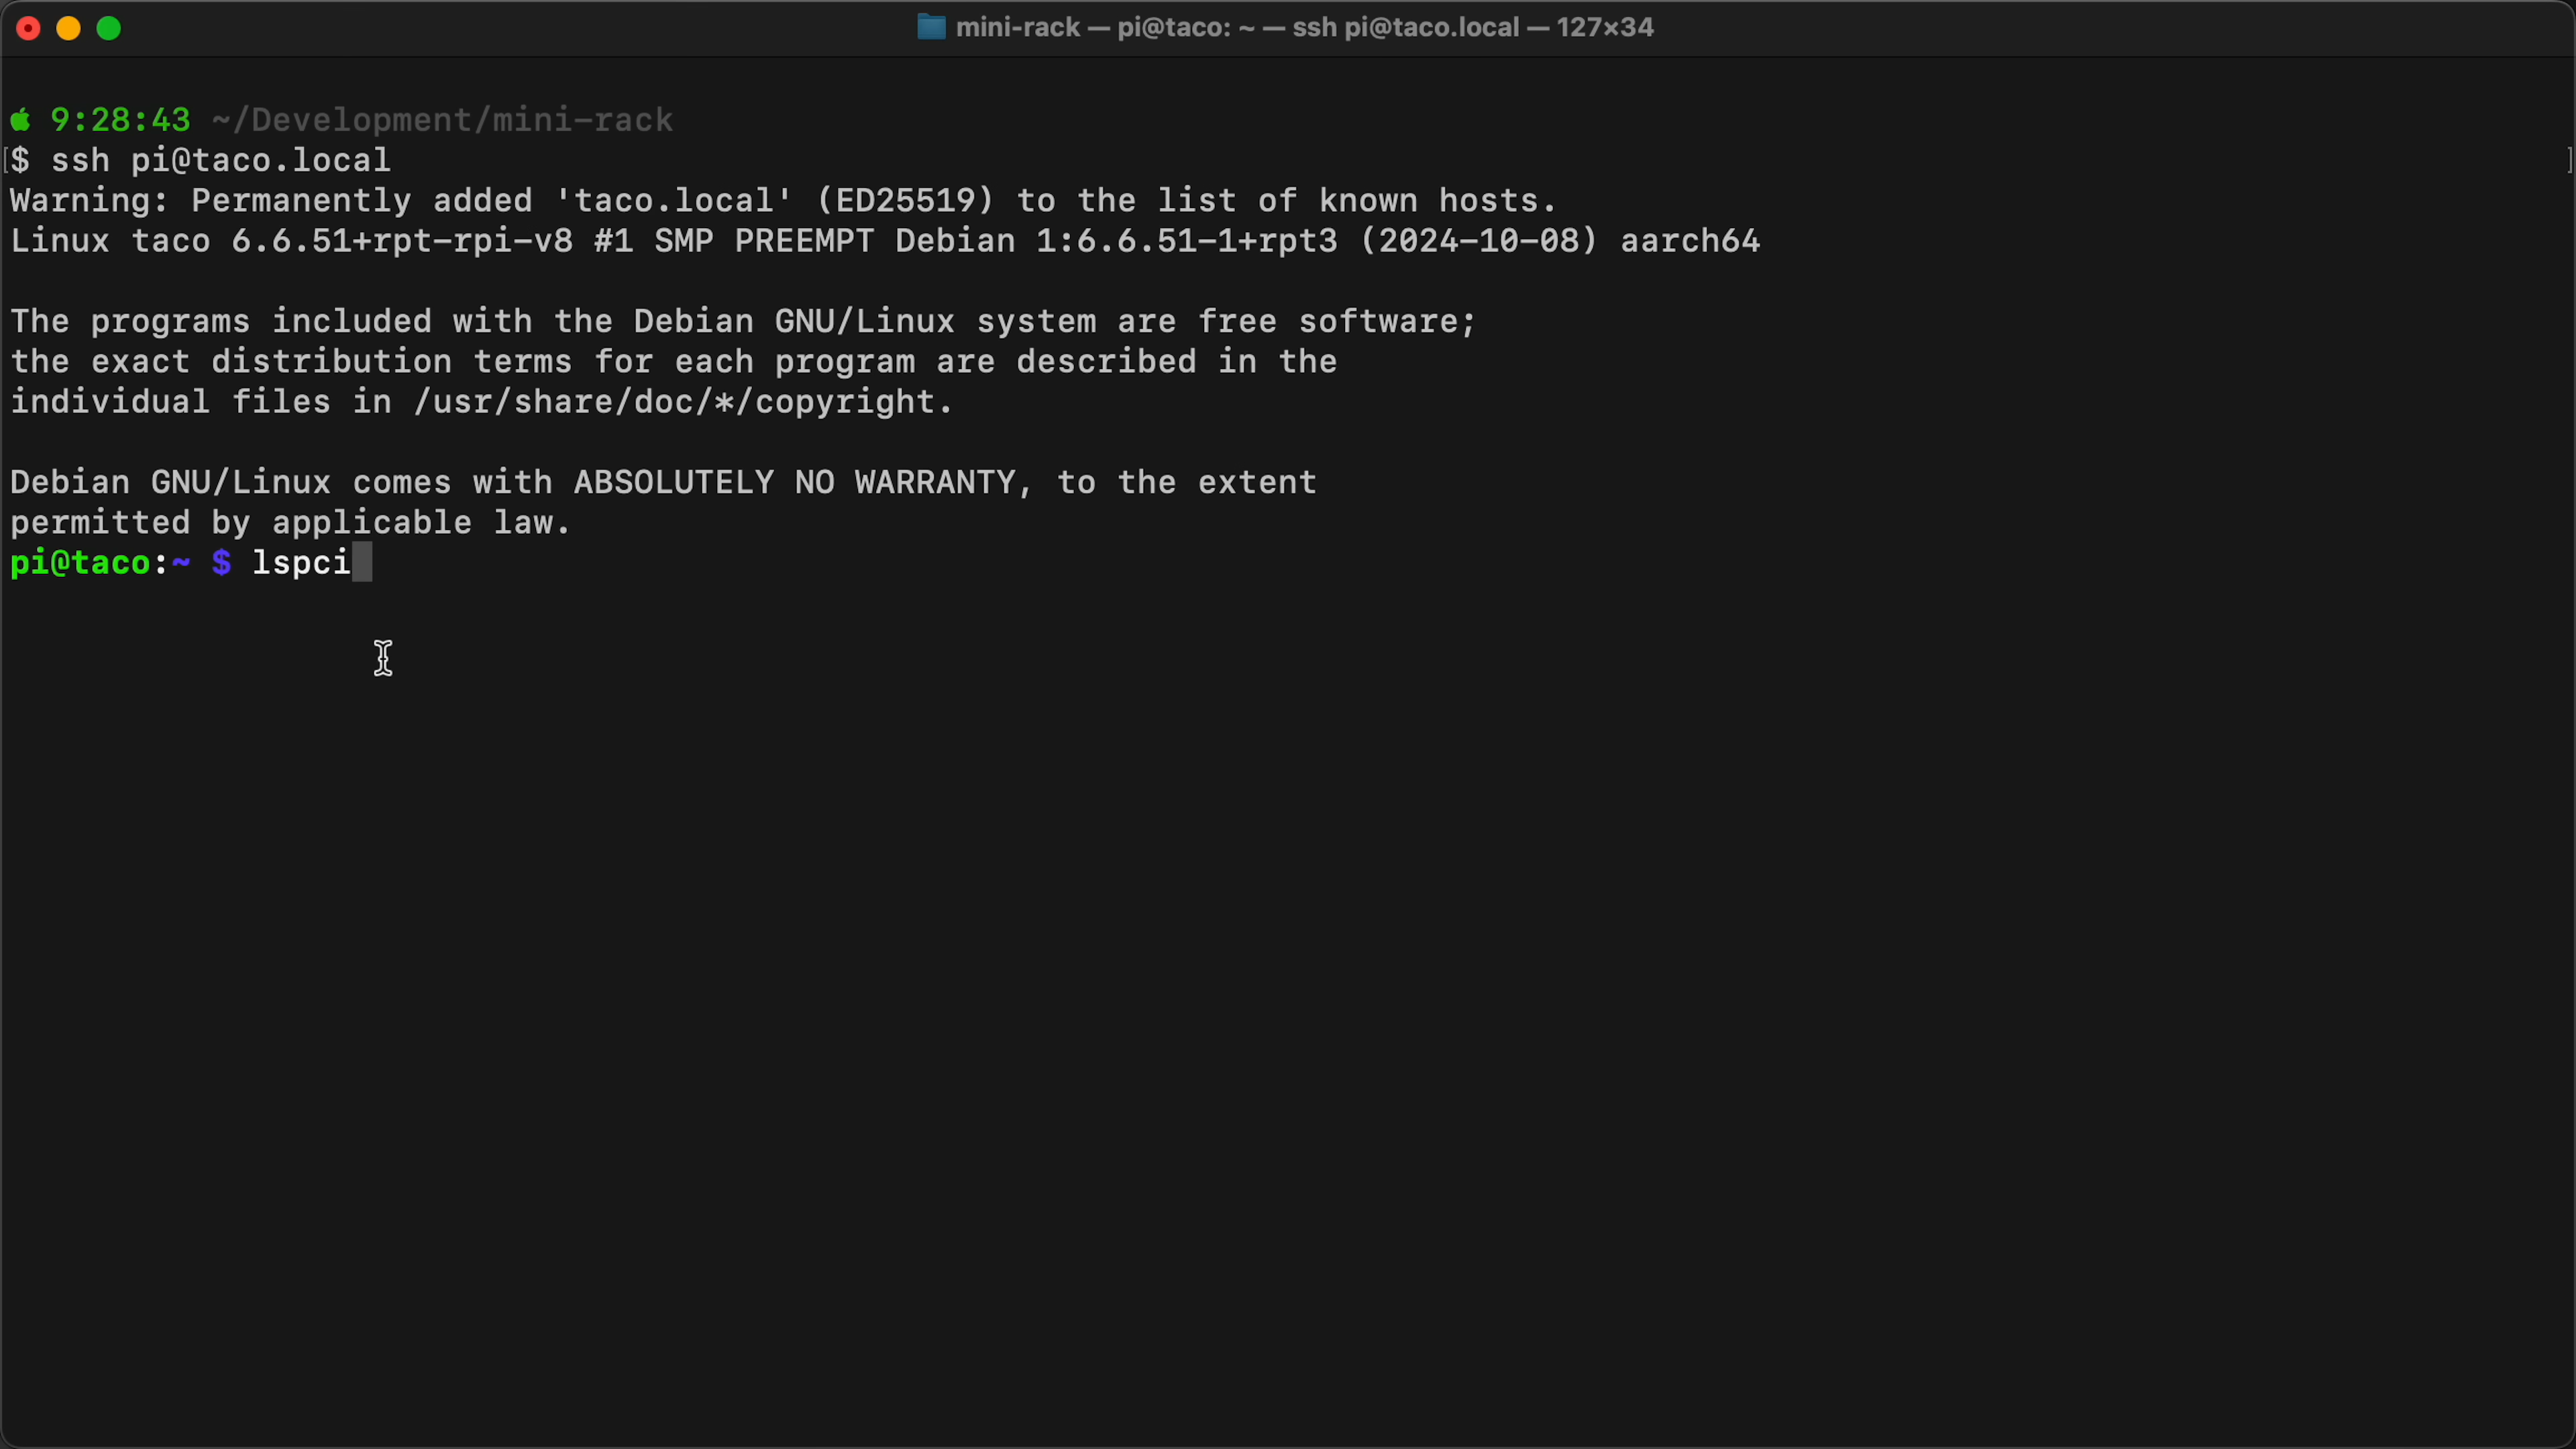 mini-rack — pi@taco: ~ — ssh pi@taco.local — 127×34
9:28:43 ~/Development/mini-rack
[$ ssh pi@taco.local ]
Warning: Permanently added 'taco.local' (ED25519) to the list of known hosts.
Linux taco 6.6.51+rpt-rpi-v8 #1 SMP PREEMPT Debian 1:6.6.51-1+rpt3 (2024-10-08) aarch64
The programs included with the Debian GNU/Linux system are free software;
the exact distribution terms for each program are described in the
individual files in /usr/share/doc/*/copyright.
Debian GNU/Linux comes with ABSOLUTELY NO WARRANTY, to the extent
permitted by applicable law.
pi@taco:~ $ lspci